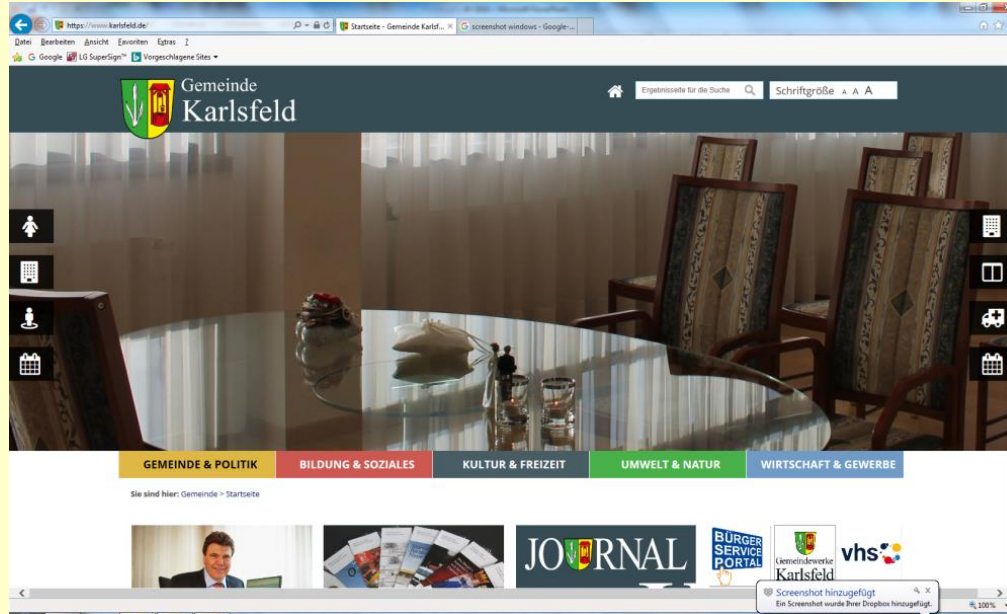 https://www.karlsfeld.de/
Startseite - Gemeinde Karlsf...
screenshot windows - Google-...
Datei Bearbeiten Ansicht Favoriten Extras ?
Google LG SuperSign™ Vorgeschlagene Sites
Gemeinde
Karlsfeld
Ergebnisseite für die Suche
Schriftgröße A A A
GEMEINDE & POLITIK BILDUNG & SOZIALES KULTUR & FREIZEIT UMWELT & NATUR WIRTSCHAFT & GEWERBE
Sie sind hier: Gemeinde > Startseite
JOURNAL
BÜRGER
SERVICE
PORTAL
Gemeindewerke
Karlsfeld
vhs
Screenshot hinzugefügt
Ein Screenshot wurde Ihrer Dropbox hinzugefügt.
100%